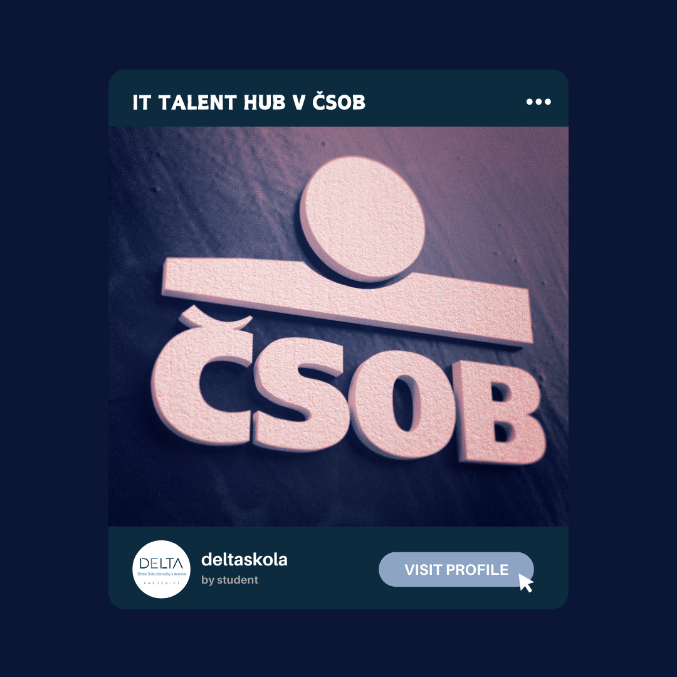 IT TALENT HUB V ČSOB
ČSOB
DELTA
deltaskola
by student
VISIT PROFILE